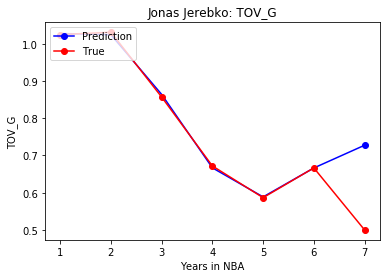 Jonas Jerebko: TOV_G
Prediction
True
1.0
0.9
0.8
0.7
0.6
0.5
TOV_G
1 2 3 4 5 6 7
Years in NBA